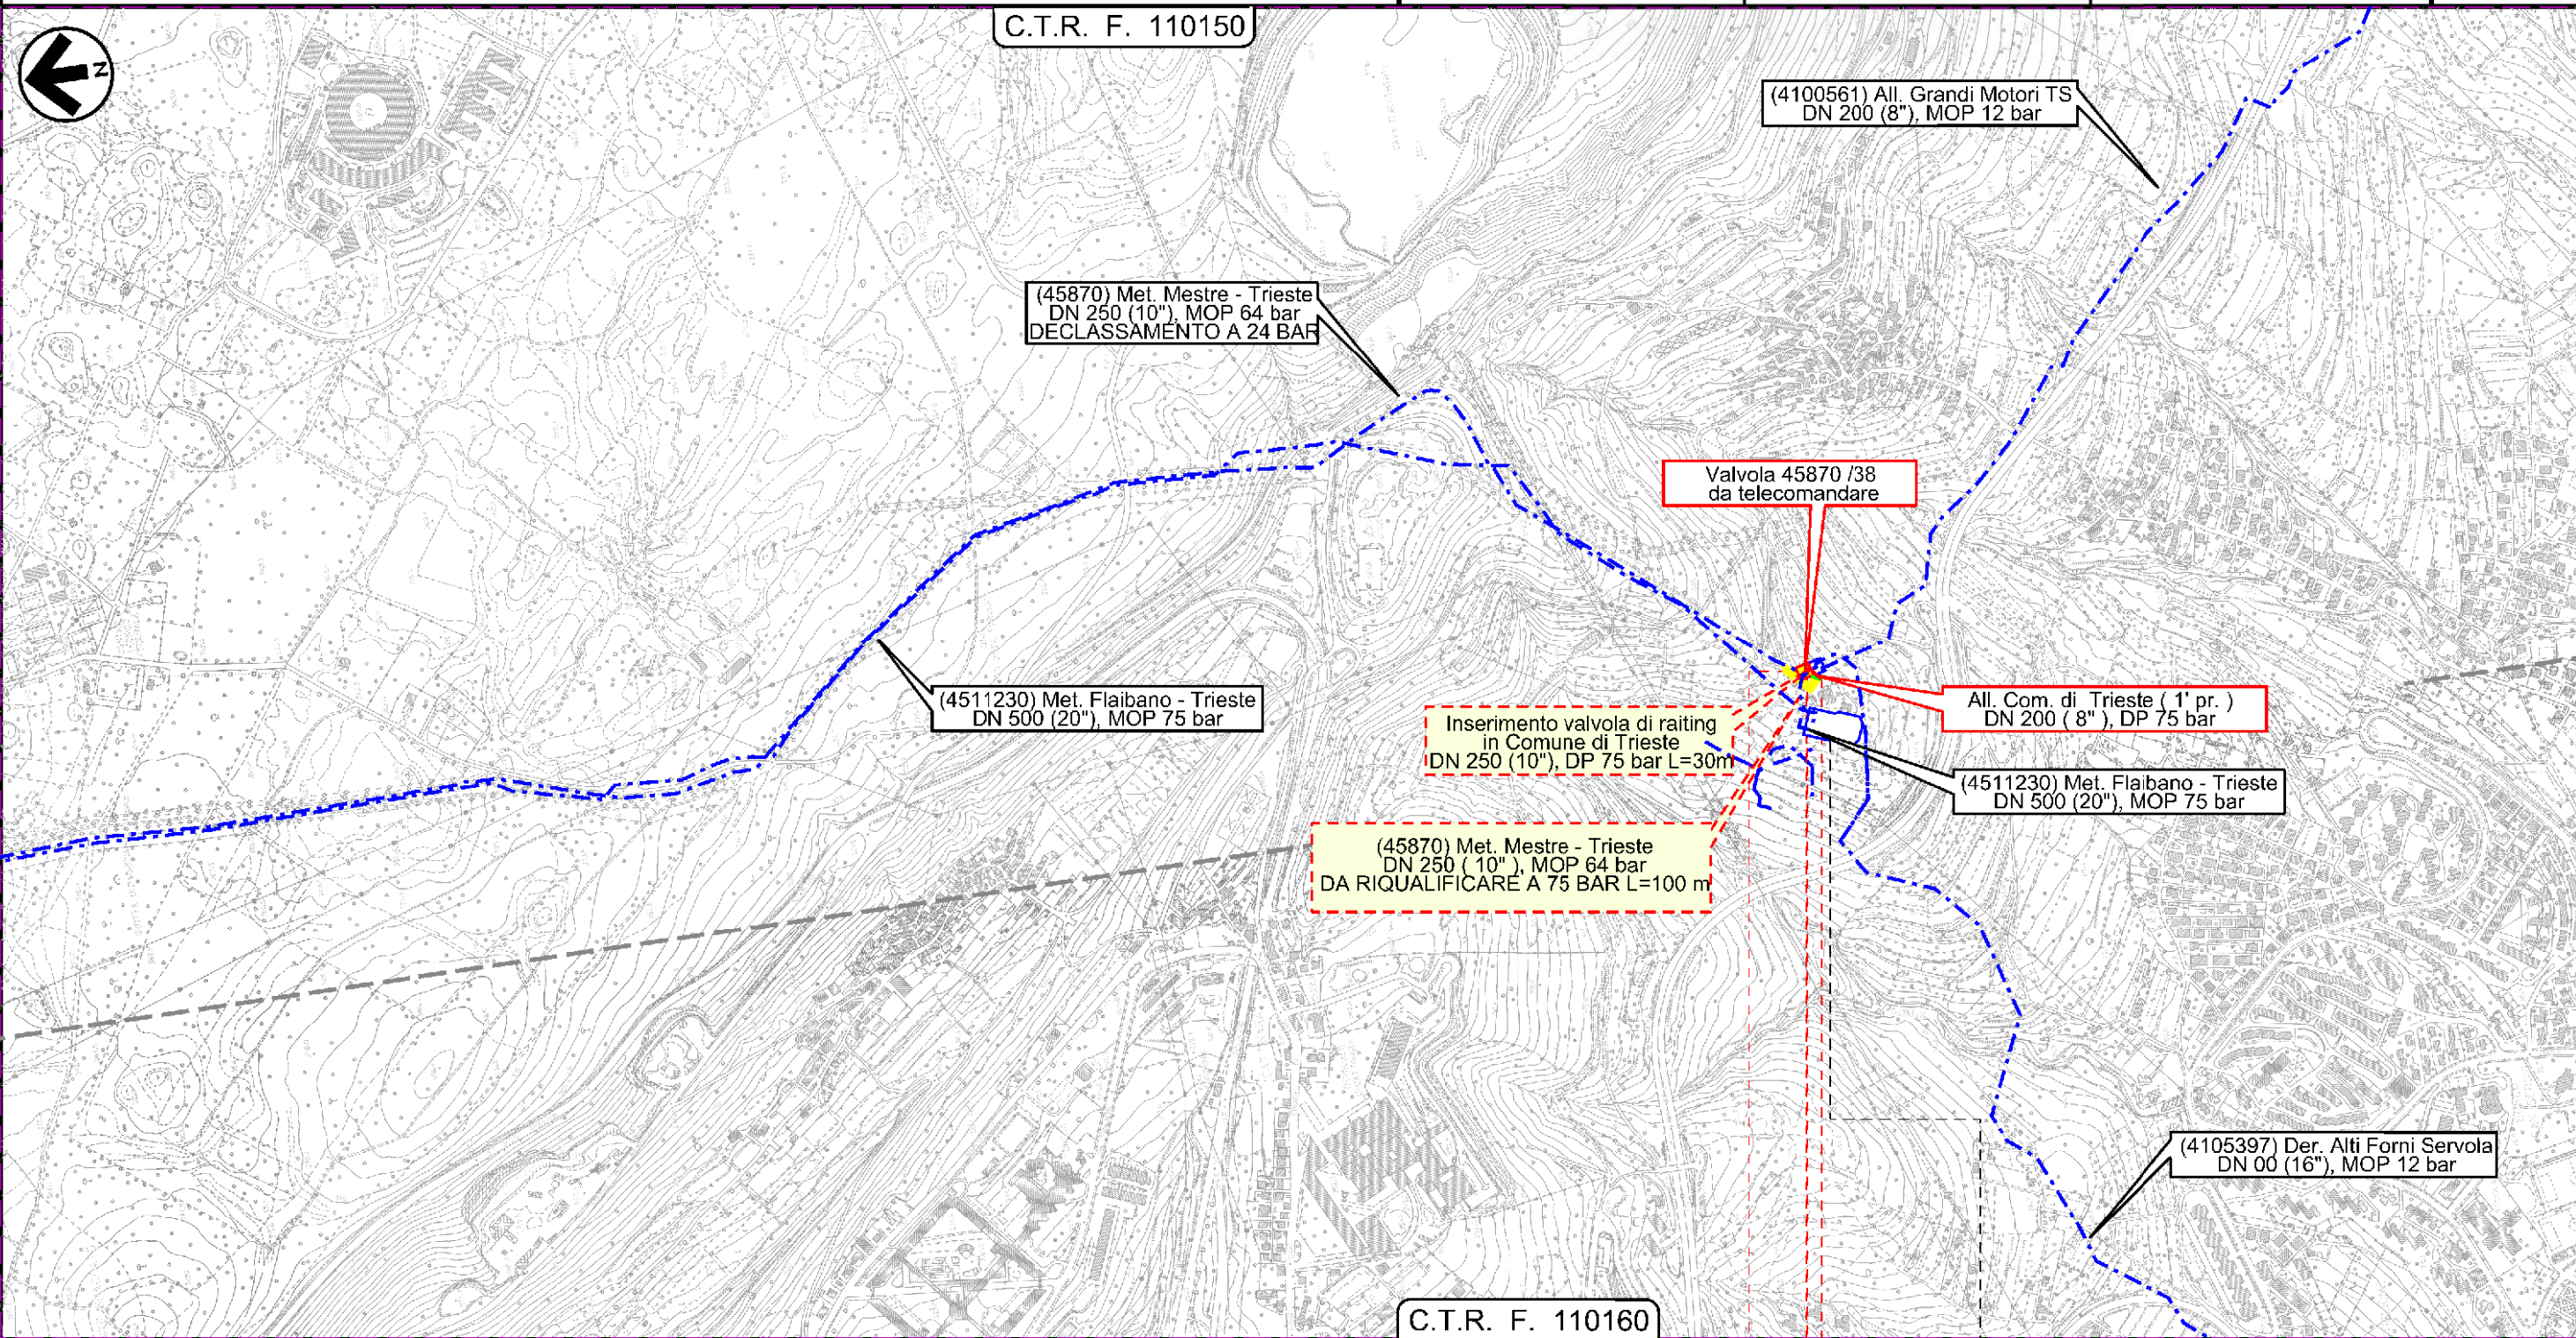 C.T.R. F. 110150
N
(4100561) All. Grandi Motori TS
DN 200 (8"), MOP 12 bar
(45870) Met. Mestre - Trieste
DN 250 (10"), MOP 64 bar
DECLASSAMENTO A 24 BAR
Valvola 45870 /38
da telecomandare
(4511230) Met. Flaibano - Trieste
DN 500 (20"), MOP 75 bar
All. Com. di Trieste ( 1' pr. )
DN 200 ( 8" ), DP 75 bar
Inserimento valvola di raiting
in Comune di Trieste
DN 250 (10"), DP 75 bar L=30m
(4511230) Met. Flaibano - Trieste
DN 500 (20"), MOP 75 bar
(45870) Met. Mestre - Trieste
DN 250 ( 10" ), MOP 64 bar
DA RIQUALIFICARE A 75 BAR L=100 m
(4105397) Der. Alti Forni Servola
DN 00 (16"), MOP 12 bar
C.T.R. F. 110160